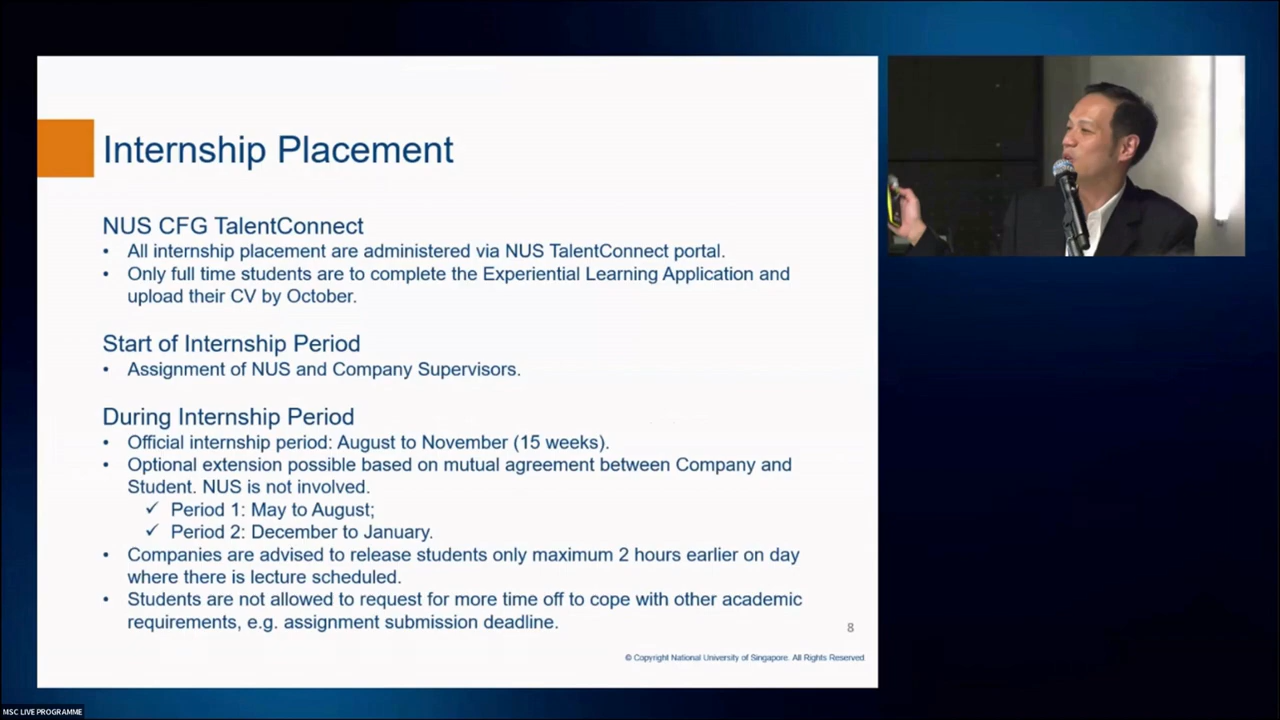 Internship Placement
NUS CFG TalentConnect
• All internship placement are administered via NUS TalentConnect portal.
• Only full time students are to complete the Experiential Learning Application and
upload their CV by October.
Start of Internship Period
• Assignment of NUS and Company Supervisors.
During Internship Period
• Official internship period: August to November (15 weeks).
• Optional extension possible based on mutual agreement between Company and
Student. NUS is not involved.
✓ Period 1: May to August;
✓ Period 2: December to January.
• Companies are advised to release students only maximum 2 hours earlier on day
where there is lecture scheduled.
• Students are not allowed to request for more time off to cope with other academic
requirements, e.g. assignment submission deadline.
8
© Copyright National University of Singapore. All Rights Reserved
MSC LIVE PROGRAMME